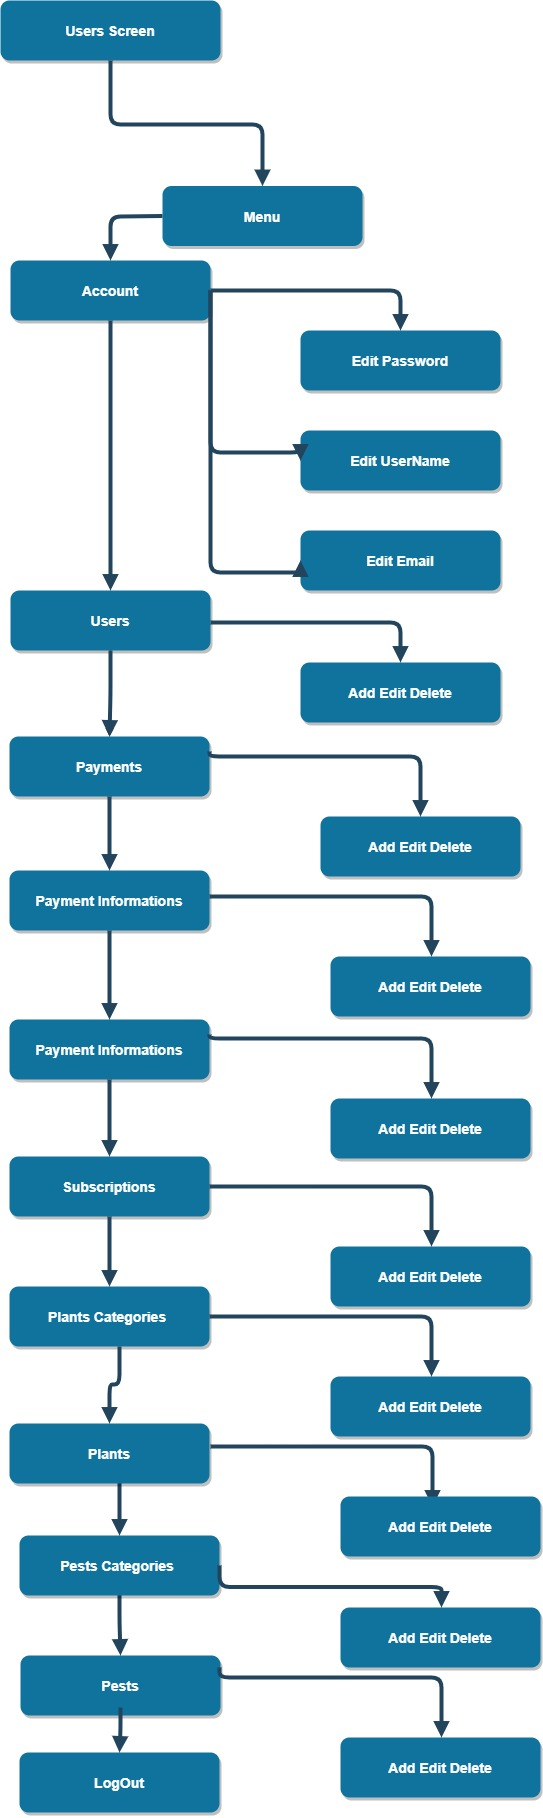 Users Screen
Menu
Account
Edit Password
Edit UserName
Edit Email
Users
Add Edit Delete
Payments
Add Edit Delete
Payment Informations
Add Edit Delete
Payment Informations
Add Edit Delete
Subscriptions
Add Edit Delete
Plants Categories
Add Edit Delete
Plants
Add Edit Delete
Pests Categories
Add Edit Delete
Pests
Add Edit Delete
LogOut